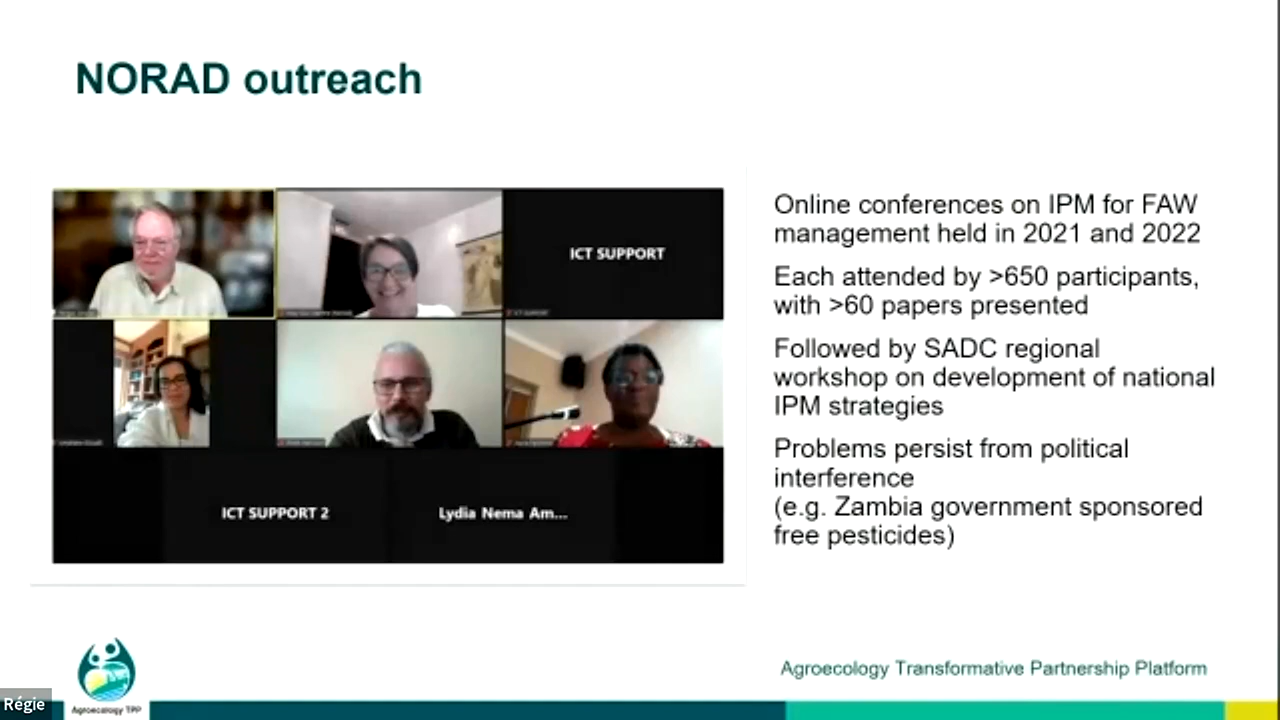 NORAD outreach
ICT SUPPORT
ICT SUPPORT 2
Lydia Nema Am...
Online conferences on IPM for FAW
management held in 2021 and 2022
Each attended by >650 participants,
with >60 papers presented
Followed by SADC regional
workshop on development of national
IPM strategies
Problems persist from political
interference
(e.g. Zambia government sponsored
free pesticides)
Agroecology Transformative Partnership Platform
Agroecology TPP
Régie